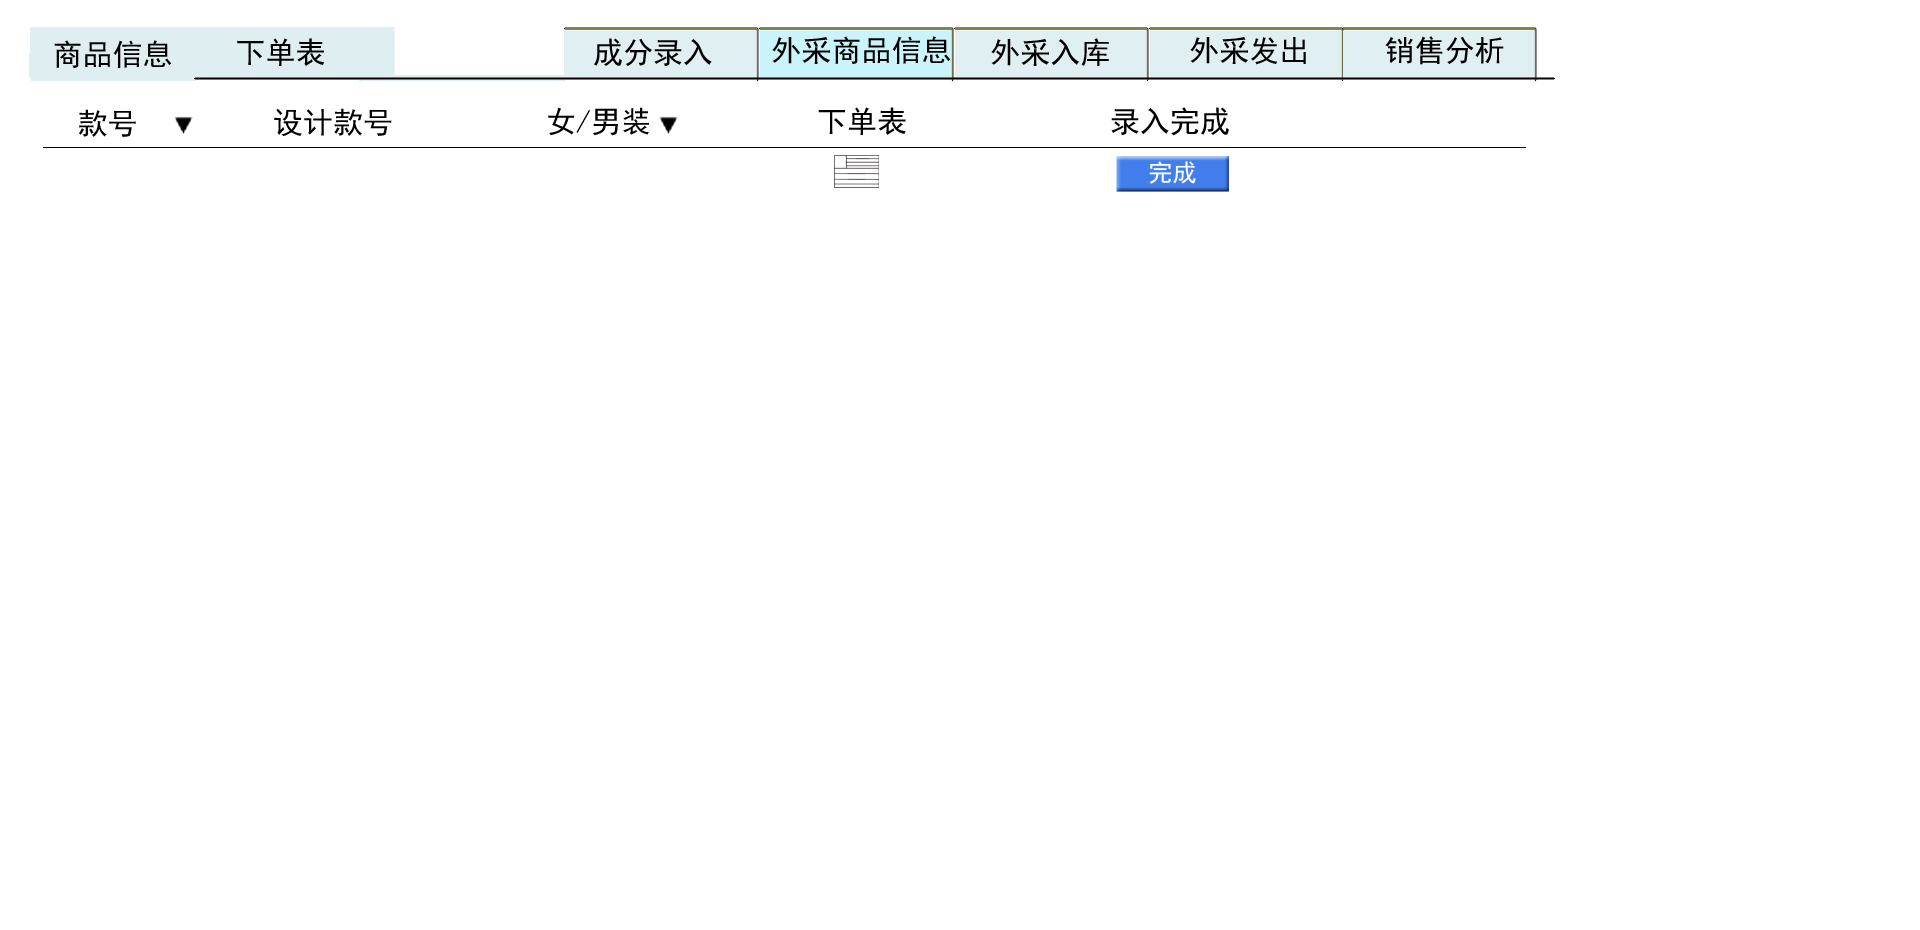 商品信息 下单表 成分录入 外采商品信息 外采入库 外采发出 销售分析
款号 ▼ 设计款号 女/男装▼ 下单表 录入完成
完成